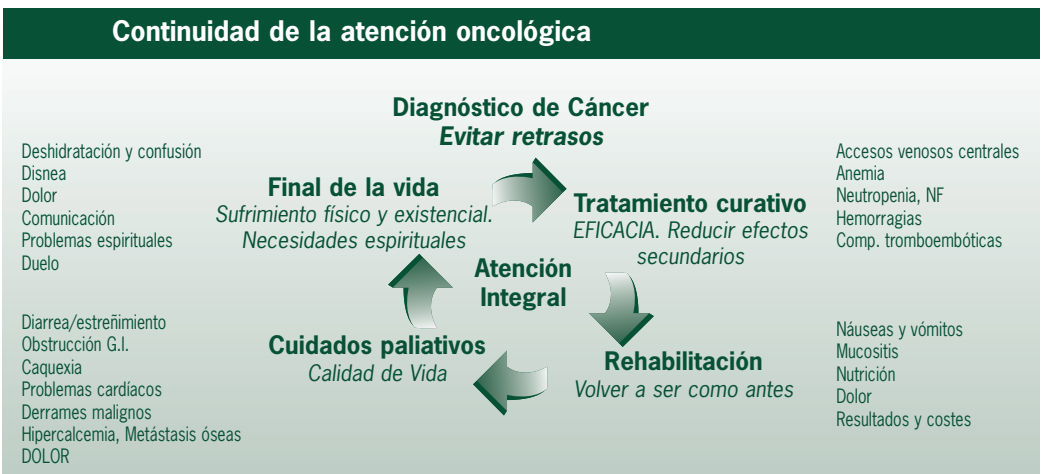 Continuidad de la atención oncológica
Diagnóstico de Cáncer
Evitar retrasos
Deshidratación y confusión
Disnea
Dolor
Comunicación
Problemas espirituales
Duelo
Final de la vida
Sufrimiento físico y existencial.
Necesidades espirituales
Tratamiento curativo
EFICACIA. Reducir efectos
secundarios
Accesos venosos centrales
Anemia
Neutropenia, NF
Hemorragias
Comp. tromboembóticas
Atención
Integral
Diarrea/estreñimiento
Obstrucción G.I.
Caquexia
Problemas cardíacos
Derrames malignos
Hipercalcemia, Metástasis óseas
DOLOR
Cuidados paliativos
Calidad de Vida
Rehabilitación
Volver a ser como antes
Náuseas y vómitos
Mucositis
Nutrición
Dolor
Resultados y costes